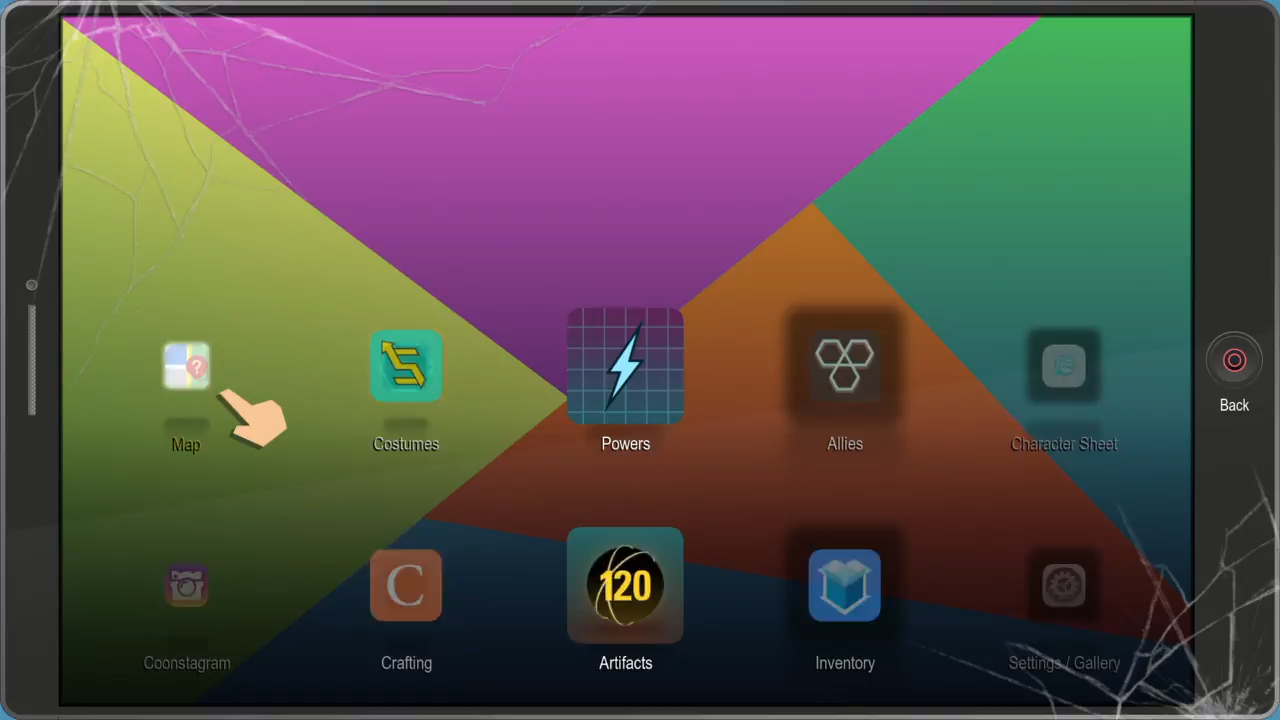 ?
Map
Costumes
Powers
Allies
Character Sheet
Back
Coonstagram
C
Crafting
120
Artifacts
Inventory
Settings / Gallery